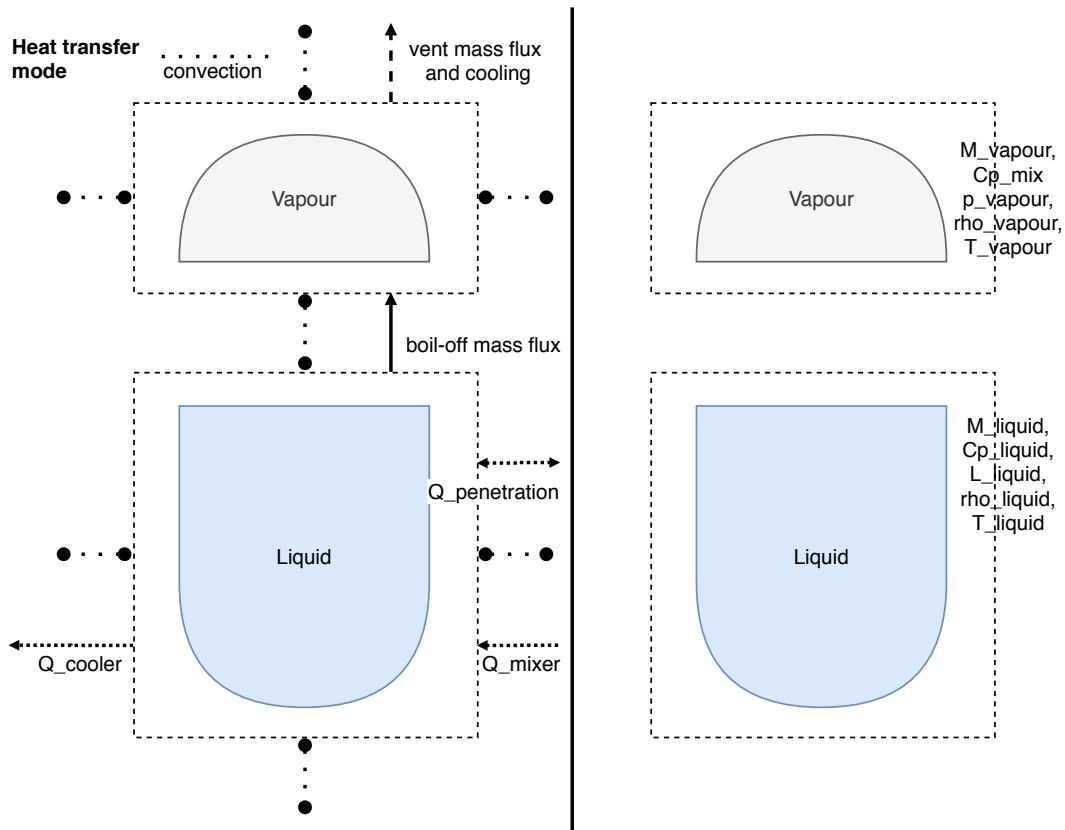 Heat transfer
mode
convection
vent mass flux
and cooling
Vapour
boil-off mass flux
Q_penetration
Liquid
Q_cooler
Q_mixer
Vapour
M_vapour,
Cp_mix
p_vapour,
rho_vapour,
T_vapour
Liquid
M_liquid,
Cp_liquid,
L_liquid,
rho_liquid,
T_liquid